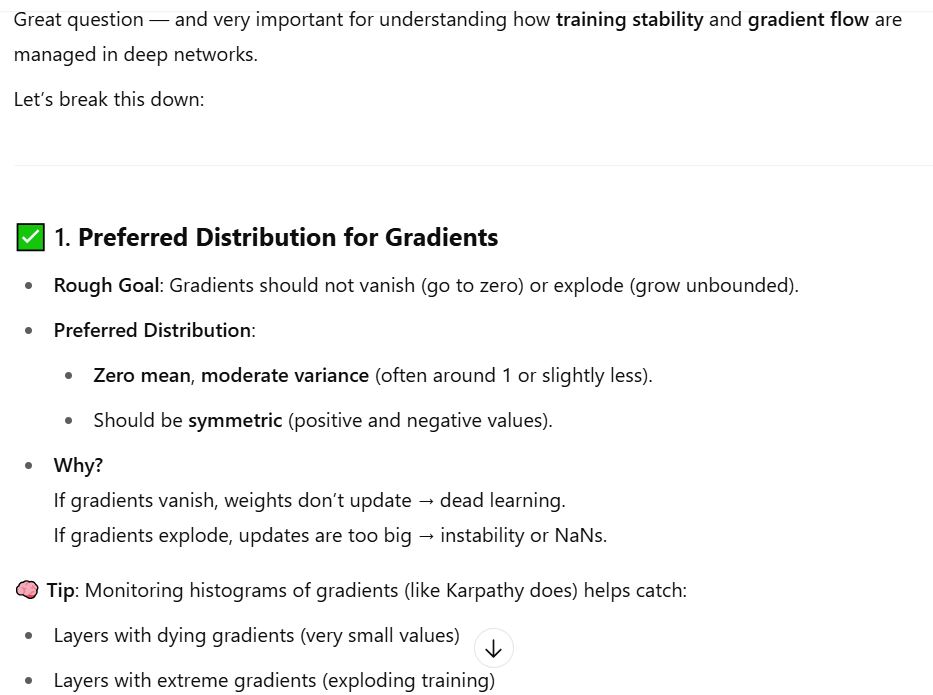 Great question — and very important for understanding how training stability and gradient flow are
managed in deep networks.
Let's break this down:
✅ 1. Preferred Distribution for Gradients
• Rough Goal: Gradients should not vanish (go to zero) or explode (grow unbounded).
• Preferred Distribution:
• Zero mean, moderate variance (often around 1 or slightly less).
• Should be symmetric (positive and negative values).
• Why?
If gradients vanish, weights don't update → dead learning.
If gradients explode, updates are too big → instability or NaNs.
🧠 Tip: Monitoring histograms of gradients (like Karpathy does) helps catch:
• Layers with dying gradients (very small values)
• Layers with extreme gradients (exploding training)